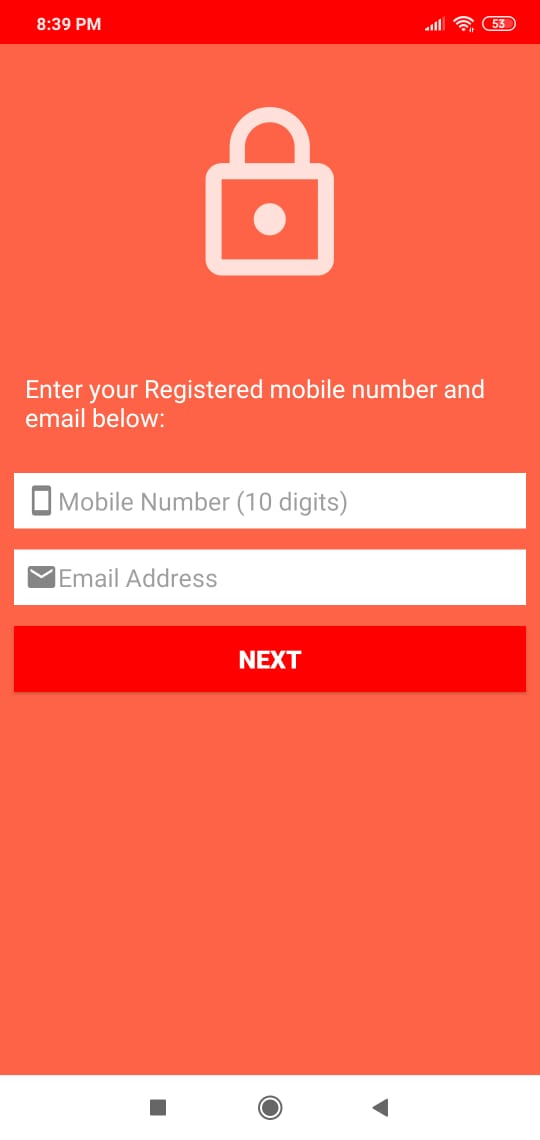 8:39 PM
53
Enter your Registered mobile number and
email below:
Mobile Number (10 digits)
Email Address
NEXT